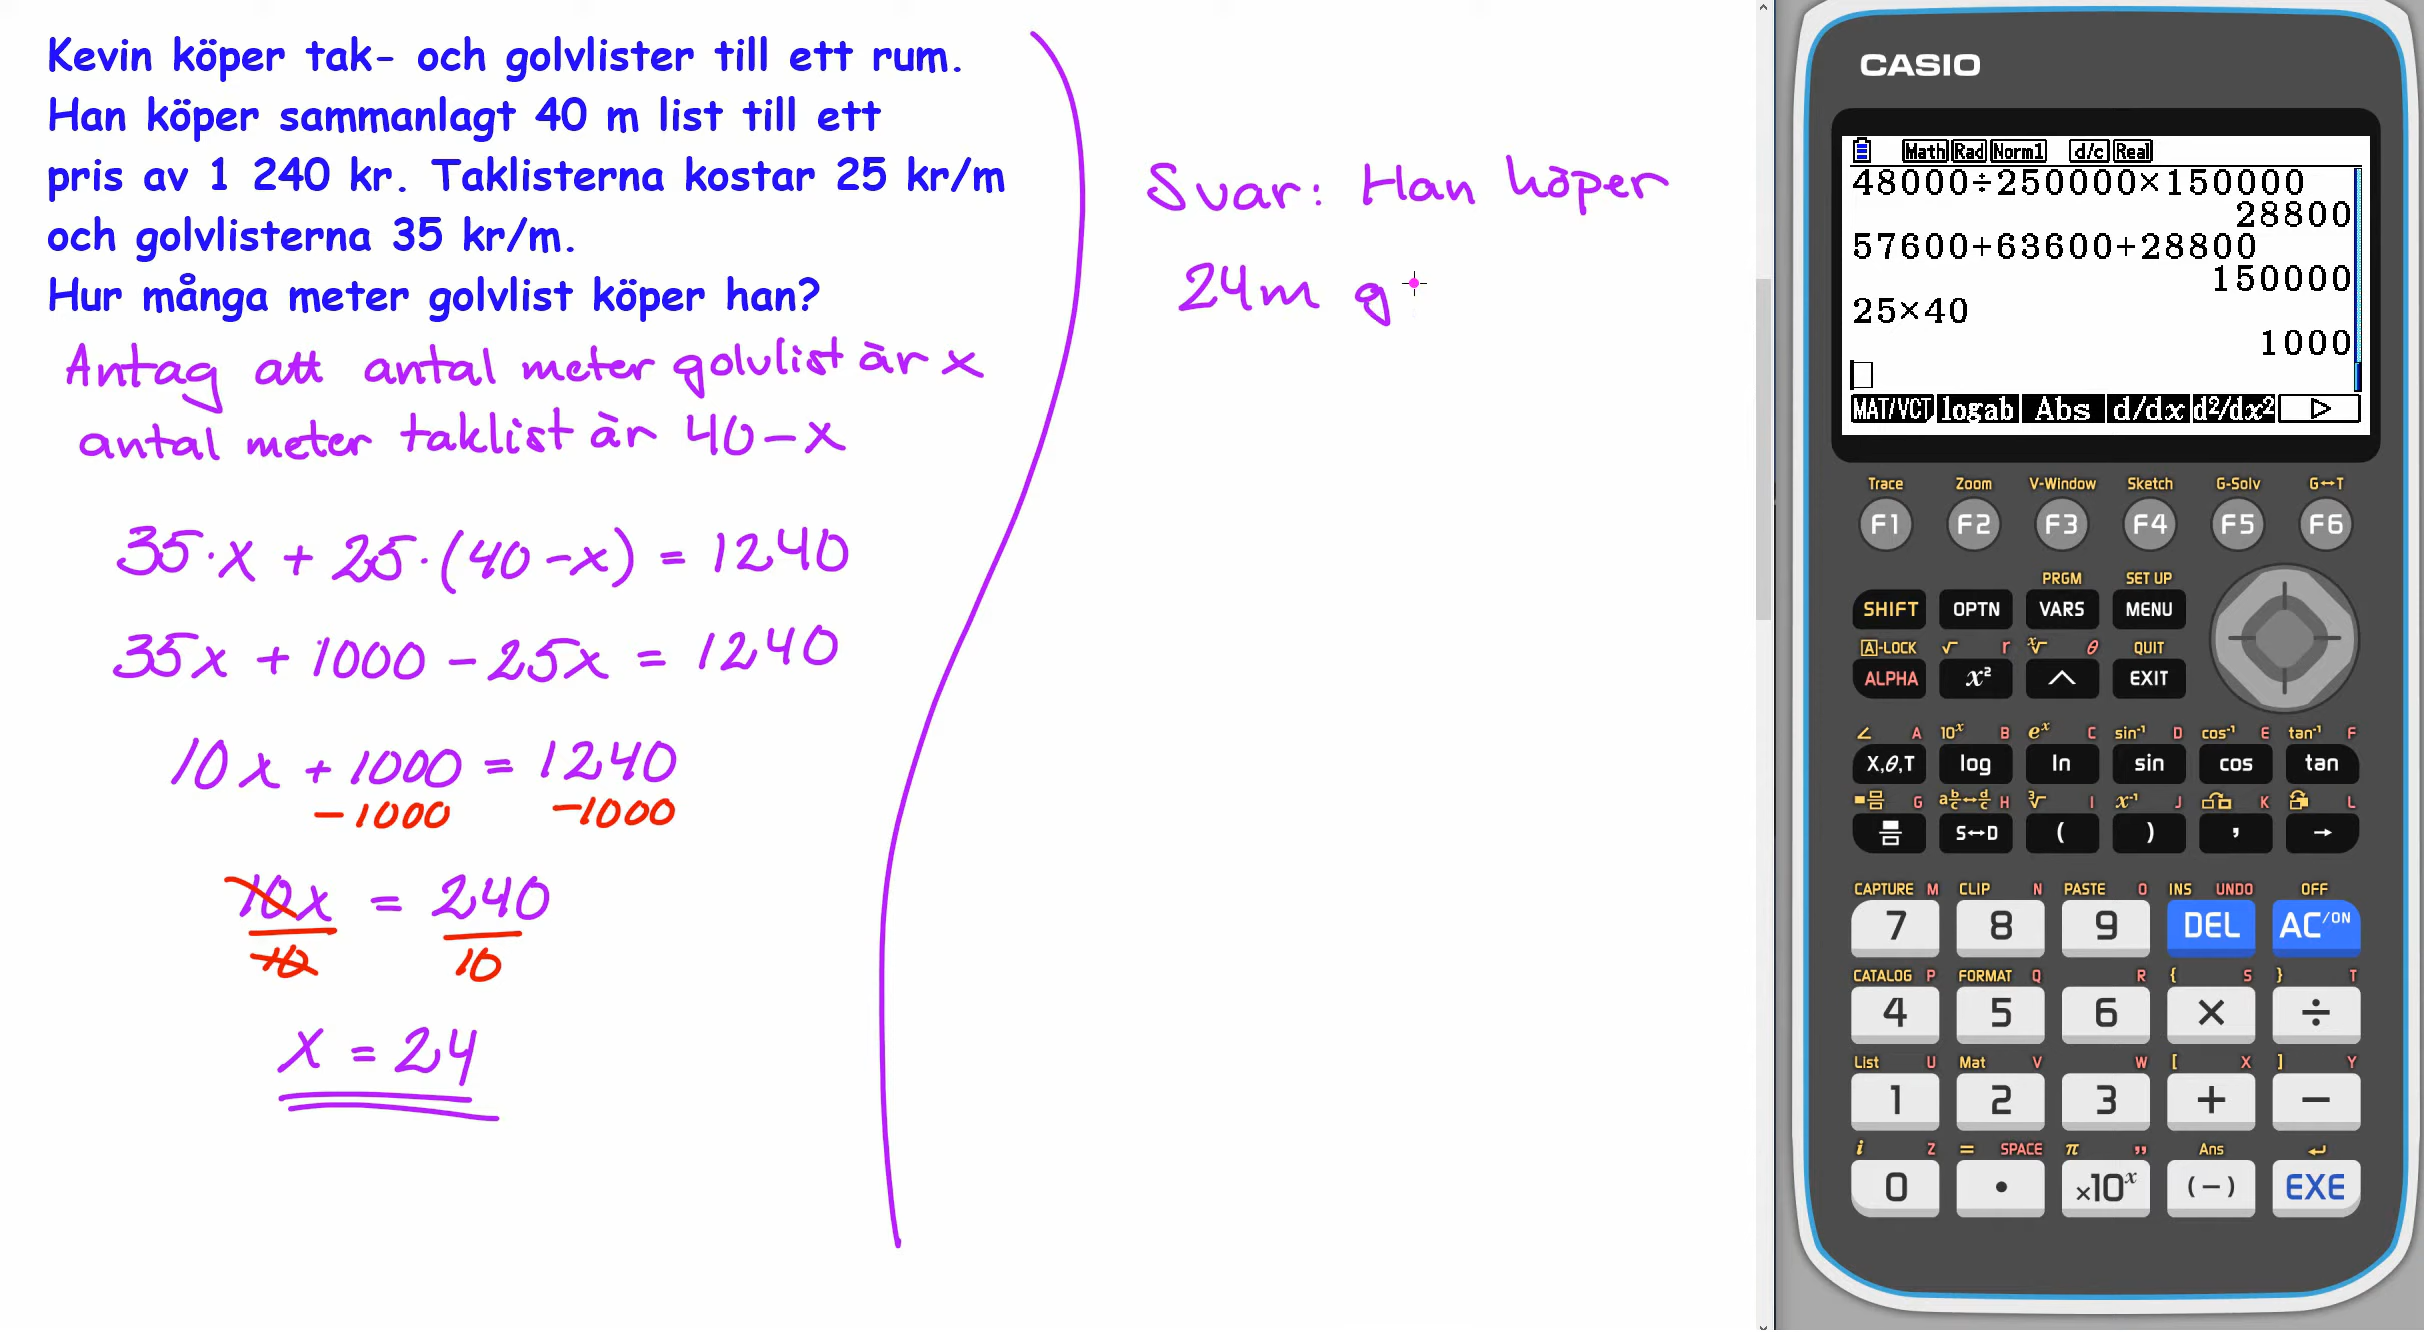 Kevin köper tak- och golvlister till ett rum.
Han köper sammanlagt 40 m list till ett
pris av 1 240 kr. Taklisterna kostar 25 kr/m
och golvlisterna 35 kr/m.
Hur många meter golvlist köper han?
Antag att antal meter golvlist är x
antal meter taklist är 40-x
35·x + 25·(40-x) = 1240
35x + 1000 - 25x = 1240
10x + 1000 = 1240
-1000 -1000
10x = 240
10 10
x = 24
Svar: Han köper
24m g
CASIO
Math Rad Norm1 d/c Real
48000÷250000×150000
28800
57600+63600+28800
150000
25×40
1000
MAT/VCT logab Abs d/dx d²/dx² ▷
Trace Zoom V-Window Sketch G-Solv G↔T
F1 F2 F3 F4 F5 F6
PRGM SET UP
SHIFT OPTN VARS MENU
A-LOCK √ r ˣ√ θ QUIT
ALPHA x² ^ EXIT
∠ A 10ˣ B eˣ C sin⁻¹ D cos⁻¹ E tan⁻¹ F
X,θ,T log ln sin cos tan
G a b/c↔d/c H ³√ I x⁻¹ J K L
S↔D ( ) , →
CAPTURE M CLIP N PASTE O INS UNDO OFF
7 8 9 DEL AC/ON
CATALOG P FORMAT Q R { S } T
4 5 6 × ÷
List U Mat V W [ X ] Y
1 2 3 + −
i Z = SPACE π " Ans ↵
0 • ×10ˣ (−) EXE